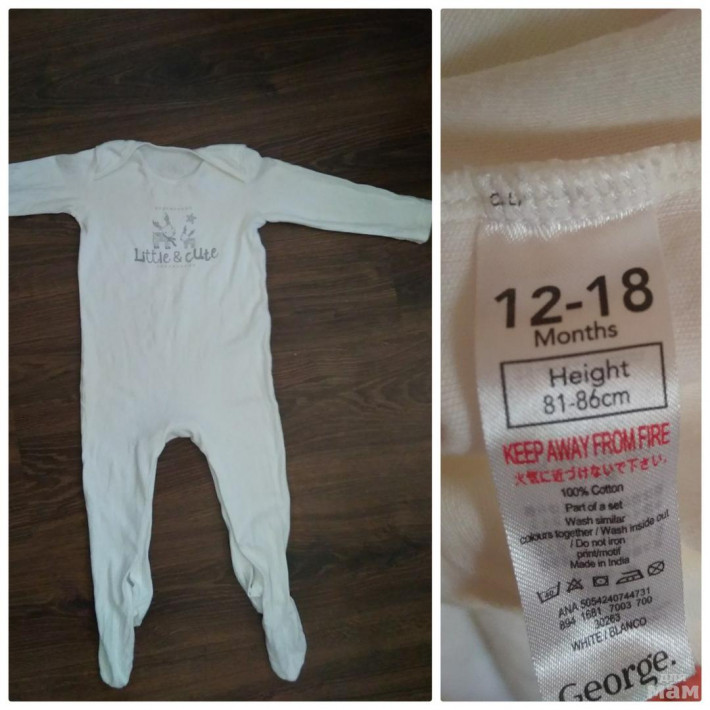 Little & cute
12-18
Months
Height
81-86cm
KEEP AWAY FROM FIRE
火気に近づけないで下さい.
100% Cotton
Part of a set
Wash similar
colours together / Wash inside out
/ Do not iron
print/motif
Made in India
ANA 5054240744731
894 1681 7003 700
30263
WHITE / BLANCO
George.
для
мам